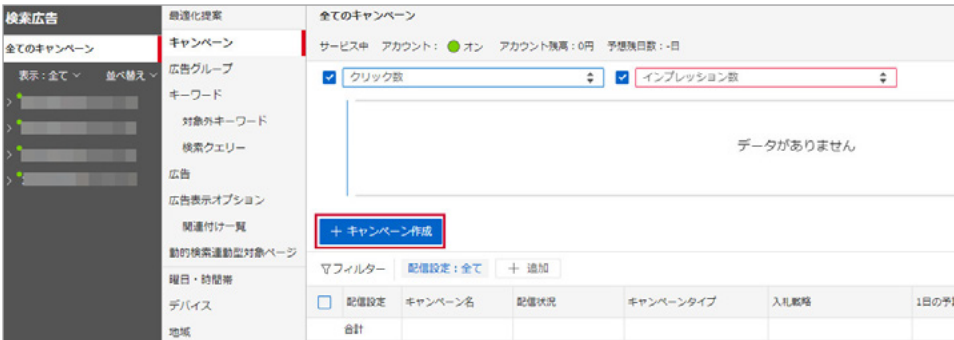 検索広告
全てのキャンペーン
表示：全て 並べ替え
最適化提案
キャンペーン
広告グループ
キーワード
対象外キーワード
検索クエリー
広告
広告表示オプション
関連付け一覧
動的検索連動型対象ページ
曜日・時間帯
デバイス
地域
全てのキャンペーン
サービス中 アカウント： オン アカウント残高：0円 予想残日数：-日
クリック数 インプレッション数
データがありません
＋ キャンペーン作成
フィルター 配信設定：全て ＋ 追加
配信設定 キャンペーン名 配信状況 キャンペーンタイプ 入札戦略 1日の予
合計